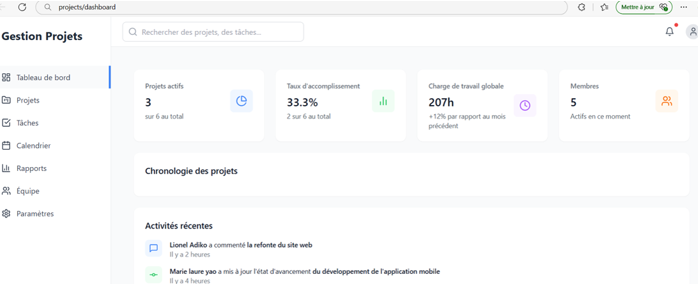 projects/dashboard
Mettre à jour
Gestion Projets
Rechercher des projets, des tâches...
Tableau de bord
Projets
Tâches
Calendrier
Rapports
Équipe
Paramètres
Projets actifs
3
sur 6 au total
Taux d'accomplissement
33.3%
2 sur 6 au total
Charge de travail globale
207h
+12% par rapport au mois
précédent
Membres
5
Actifs en ce moment
Chronologie des projets
Activités récentes
Lionel Adiko a commenté la refonte du site web
Il y a 2 heures
Marie laure yao a mis à jour l'état d'avancement du développement de l'application mobile
Il y a 4 heures